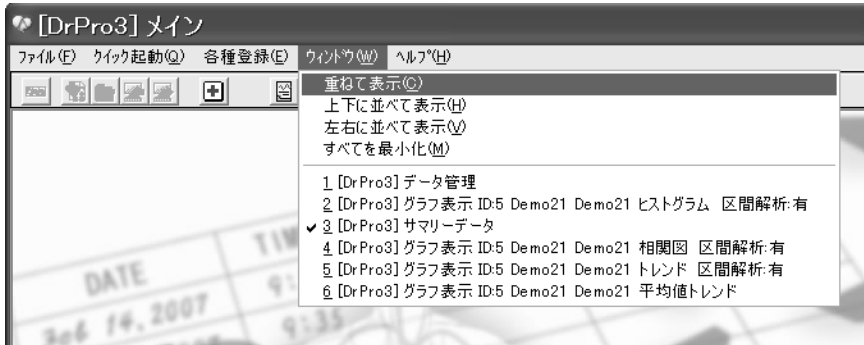 [DrPro3] メイン
ファイル(F) クイック起動(Q) 各種登録(E) ウィンドウ(W) ヘルプ(H)
重ねて表示(C)
上下に並べて表示(H)
左右に並べて表示(V)
すべてを最小化(M)
1 [DrPro3] データ管理
2 [DrPro3] グラフ表示 ID:5 Demo21 Demo21 ヒストグラム 区間解析:有
✔ 3 [DrPro3] サマリーデータ
4 [DrPro3] グラフ表示 ID:5 Demo21 Demo21 相関図 区間解析:有
5 [DrPro3] グラフ表示 ID:5 Demo21 Demo21 トレンド 区間解析:有
6 [DrPro3] グラフ表示 ID:5 Demo21 Demo21 平均値トレンド
DATE
Feb 14, 2007
9:35